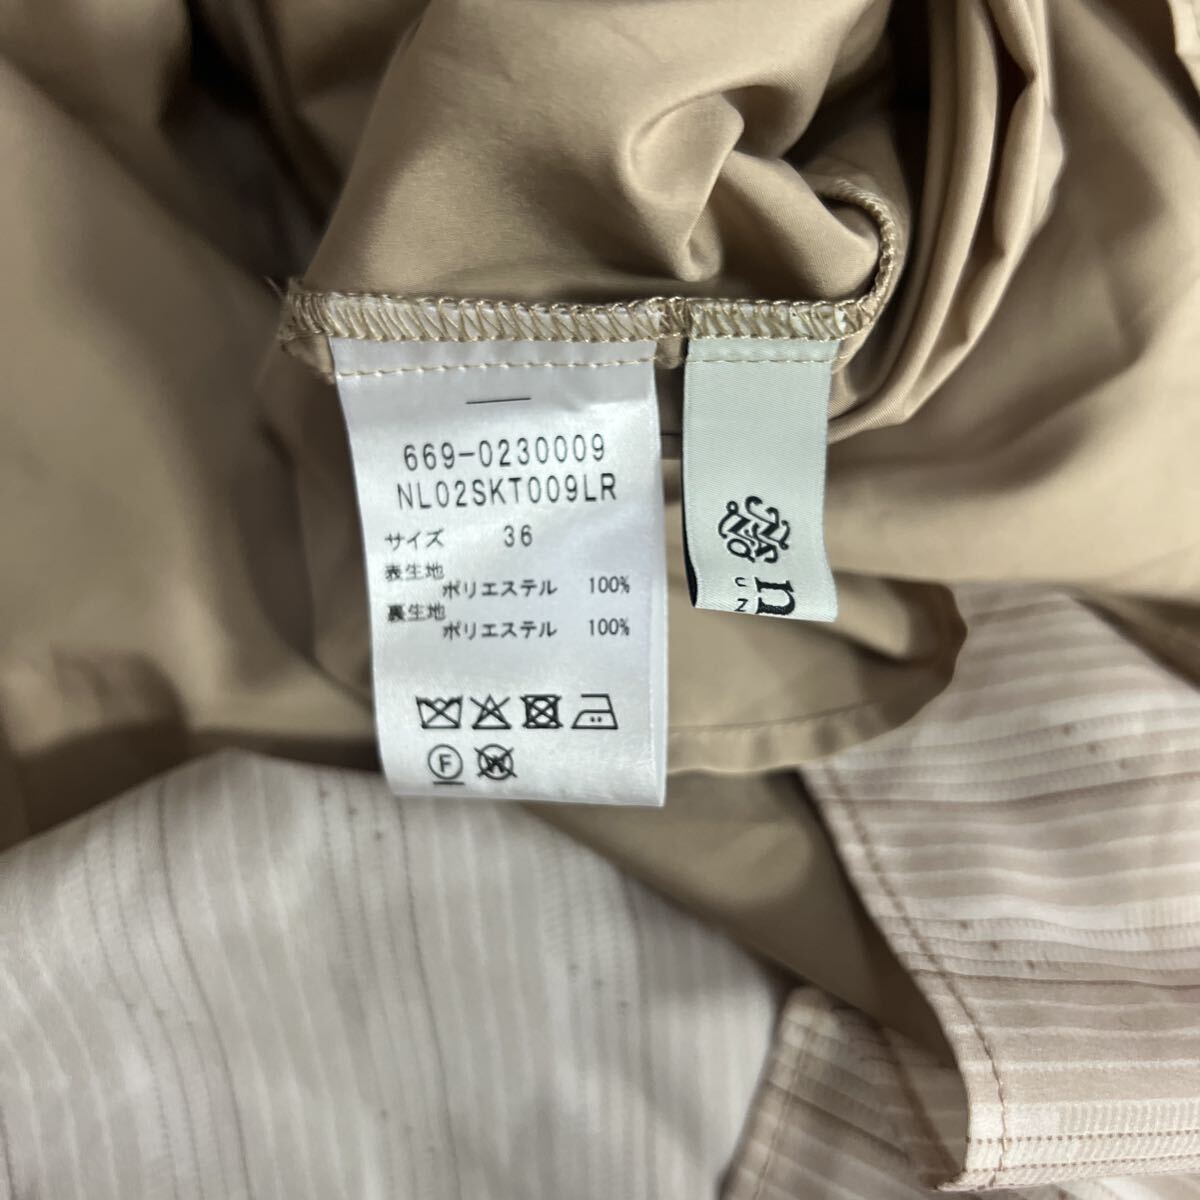 669-0230009
NL02SKT009LR
サイズ 36
表生地
ポリエステル 100%
裏生地
ポリエステル 100%
F
W
n